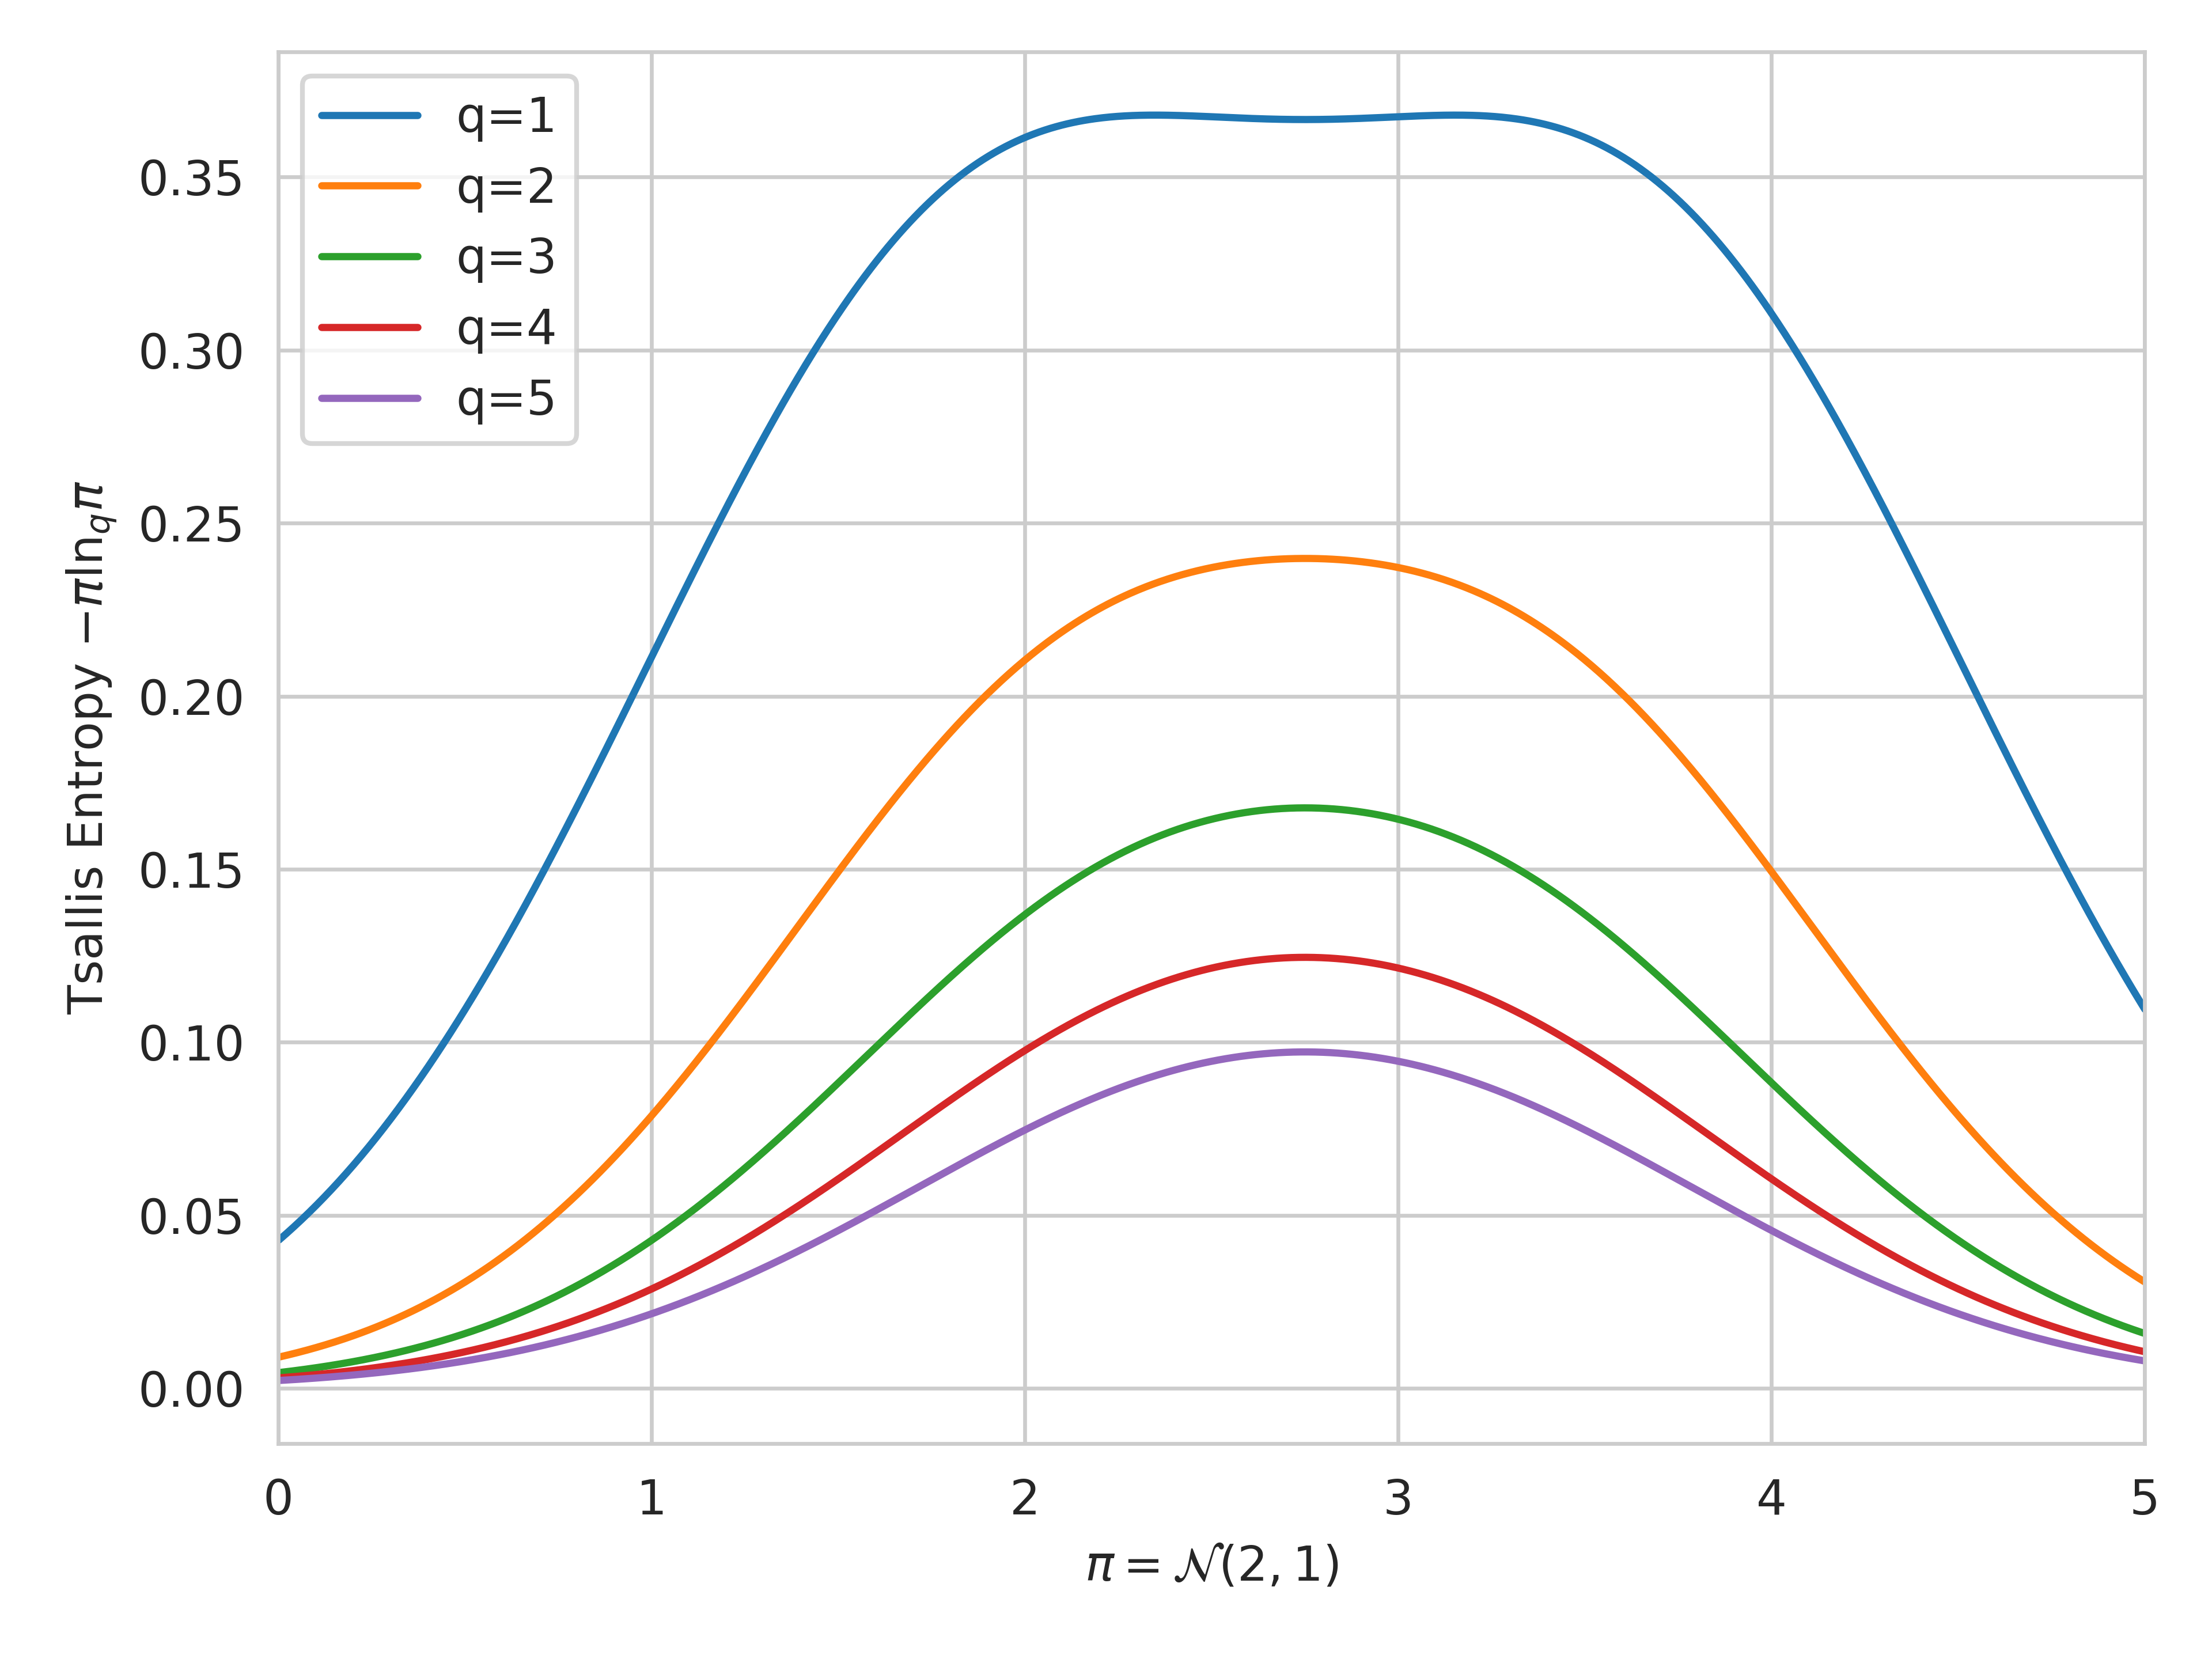 q=1
q=2
q=3
q=4
q=5
0.35
0.30
0.25
0.20
0.15
0.10
0.05
0.00
Tsallis Entropy −π ln_q π
0 1 2 3 4 5
π = 𝒩(2, 1)